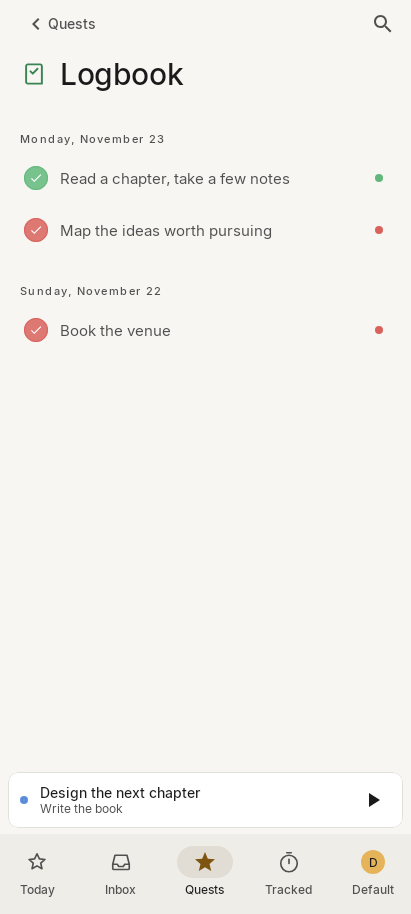 Quests
Logbook
Monday, November 23
Read a chapter, take a few notes
Map the ideas worth pursuing
Sunday, November 22
Book the venue
Design the next chapter
Write the book
Today
Inbox
Quests
Tracked
D
Default